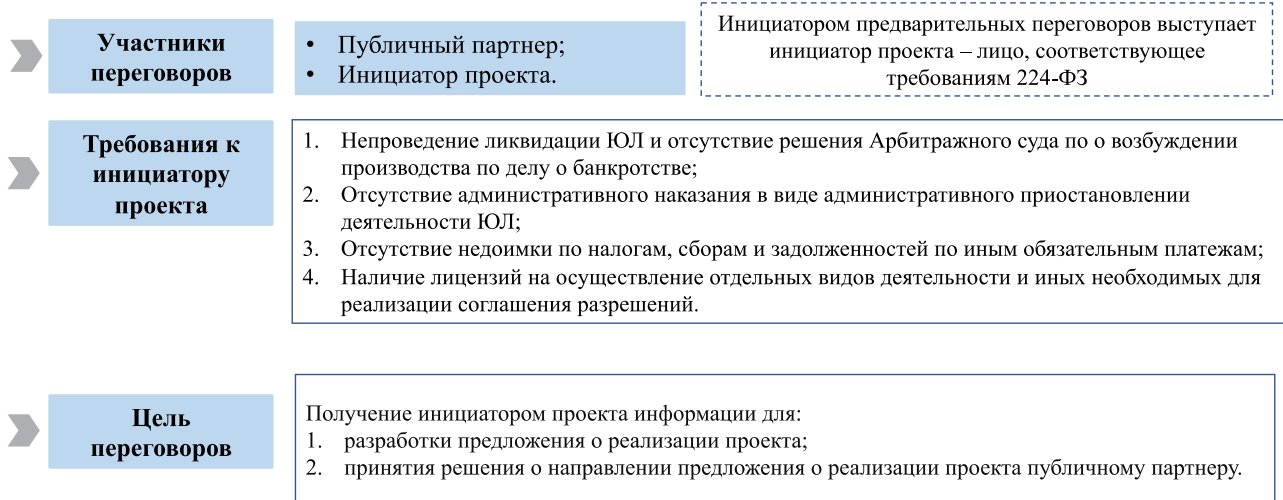 Участники
переговоров
• Публичный партнер;
• Инициатор проекта.
Инициатором предварительных переговоров выступает
инициатор проекта – лицо, соответствующее
требованиям 224-ФЗ
Требования к
инициатору
проекта
1. Непроведение ликвидации ЮЛ и отсутствие решения Арбитражного суда по о возбуждении
производства по делу о банкротстве;
2. Отсутствие административного наказания в виде административного приостановлении
деятельности ЮЛ;
3. Отсутствие недоимки по налогам, сборам и задолженностей по иным обязательным платежам;
4. Наличие лицензий на осуществление отдельных видов деятельности и иных необходимых для
реализации соглашения разрешений.
Цель
переговоров
Получение инициатором проекта информации для:
1. разработки предложения о реализации проекта;
2. принятия решения о направлении предложения о реализации проекта публичному партнеру.